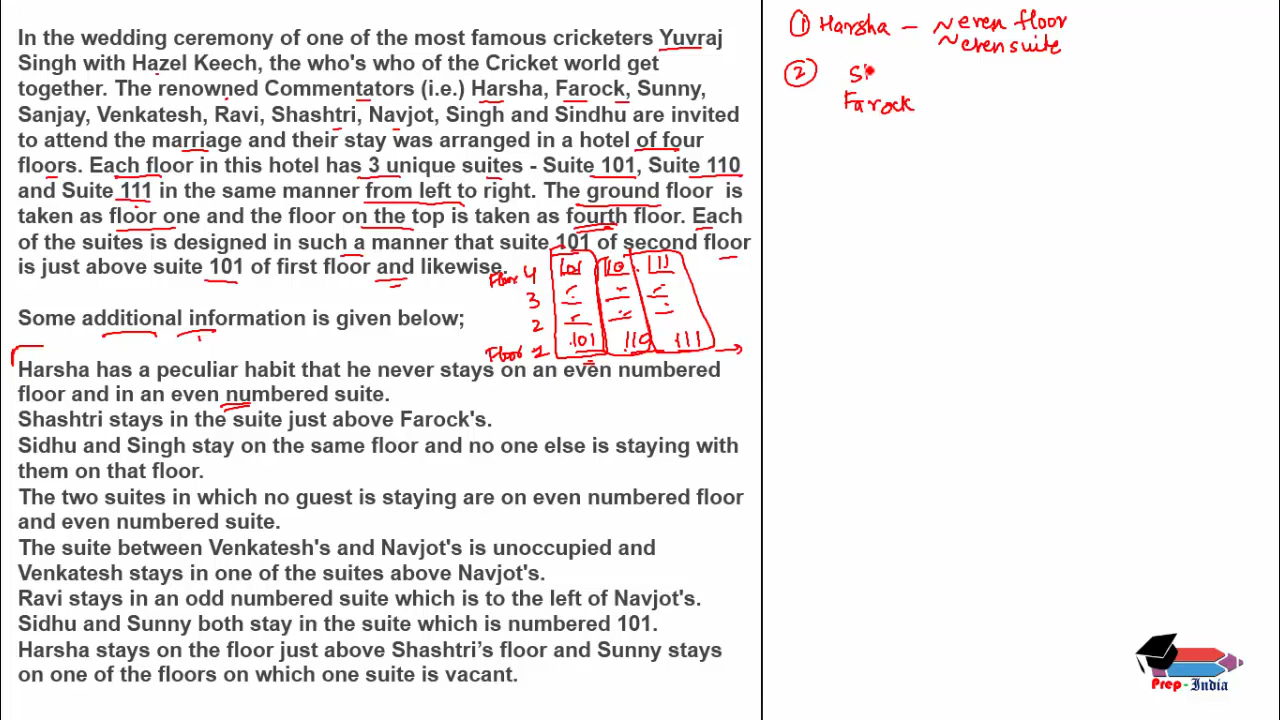 In the wedding ceremony of one of the most famous cricketers Yuvraj
Singh with Hazel Keech, the who's who of the Cricket world get
together. The renowned Commentators (i.e.) Harsha, Farock, Sunny,
Sanjay, Venkatesh, Ravi, Shashtri, Navjot, Singh and Sindhu are invited
to attend the marriage and their stay was arranged in a hotel of four
floors. Each floor in this hotel has 3 unique suites - Suite 101, Suite 110
and Suite 111 in the same manner from left to right. The ground floor is
taken as floor one and the floor on the top is taken as fourth floor. Each
of the suites is designed in such a manner that suite 101 of second floor
is just above suite 101 of first floor and likewise.
Floor 4 101 110 111
3
2
Floor 1 101 110 111
Some additional information is given below;
Harsha has a peculiar habit that he never stays on an even numbered
floor and in an even numbered suite.
Shashtri stays in the suite just above Farock's.
Sidhu and Singh stay on the same floor and no one else is staying with
them on that floor.
The two suites in which no guest is staying are on even numbered floor
and even numbered suite.
The suite between Venkatesh's and Navjot's is unoccupied and
Venkatesh stays in one of the suites above Navjot's.
Ravi stays in an odd numbered suite which is to the left of Navjot's.
Sidhu and Sunny both stay in the suite which is numbered 101.
Harsha stays on the floor just above Shashtri's floor and Sunny stays
on one of the floors on which one suite is vacant.
① Harsha - ~even floor
~even suite
② S
Farock
Prep-India